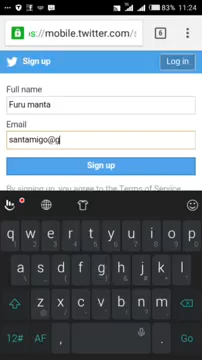 83% 11:24
s://mobile.twitter.com/s
6
Sign up
Log in
Full name
Furu manta
Email
santamigo@g
Sign up
By signing up, you agree to the Terms of Service
q w e r t y u i o p
a s d f g h j k l
z x c v b n m
12# AF , . Go